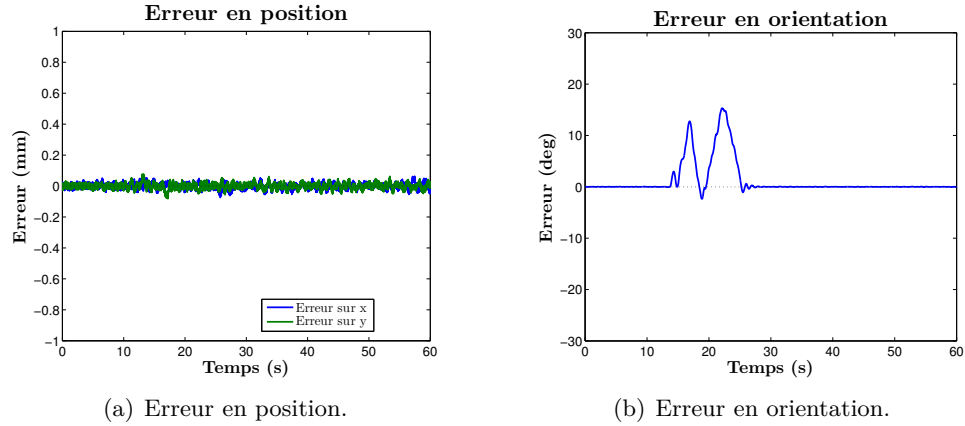 Erreur en position
1
0.8
0.6
0.4
0.2
0
−0.2
−0.4
−0.6
−0.8
−1
Erreur (mm)
Erreur sur x
Erreur sur y
0 10 20 30 40 50 60
Temps (s)
(a) Erreur en position.
Erreur en orientation
30
20
10
0
−10
−20
−30
Erreur (deg)
0 10 20 30 40 50 60
Temps (s)
(b) Erreur en orientation.